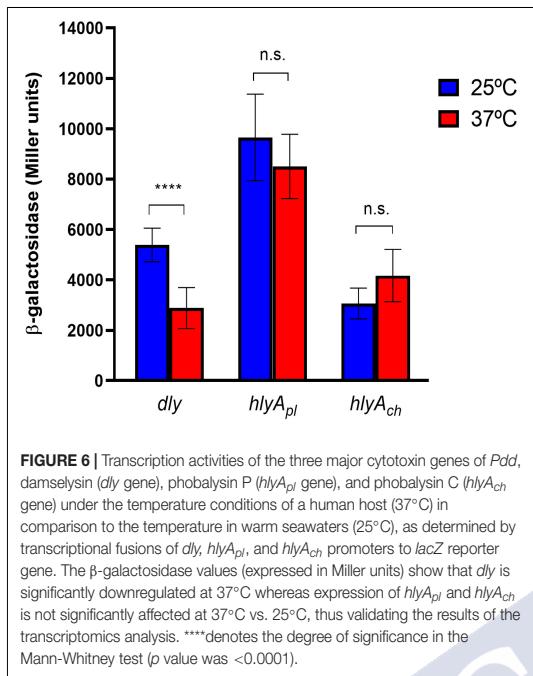 14000
12000
10000
8000
6000
4000
2000
0
β-galactosidase (Miller units)
n.s.
****
n.s.
25ºC
37ºC
dly
hlyApl
hlyAch
FIGURE 6 | Transcription activities of the three major cytotoxin genes of Pdd,
damselysin (dly gene), phobalysin P (hlyApl gene), and phobalysin C (hlyAch
gene) under the temperature conditions of a human host (37°C) in
comparison to the temperature in warm seawaters (25°C), as determined by
transcriptional fusions of dly, hlyApl, and hlyAch promoters to lacZ reporter
gene. The β-galactosidase values (expressed in Miller units) show that dly is
significantly downregulated at 37°C whereas expression of hlyApl and hlyAch
is not significantly affected at 37°C vs. 25°C, thus validating the results of the
transcriptomics analysis. ****denotes the degree of significance in the
Mann-Whitney test (p value was <0.0001).